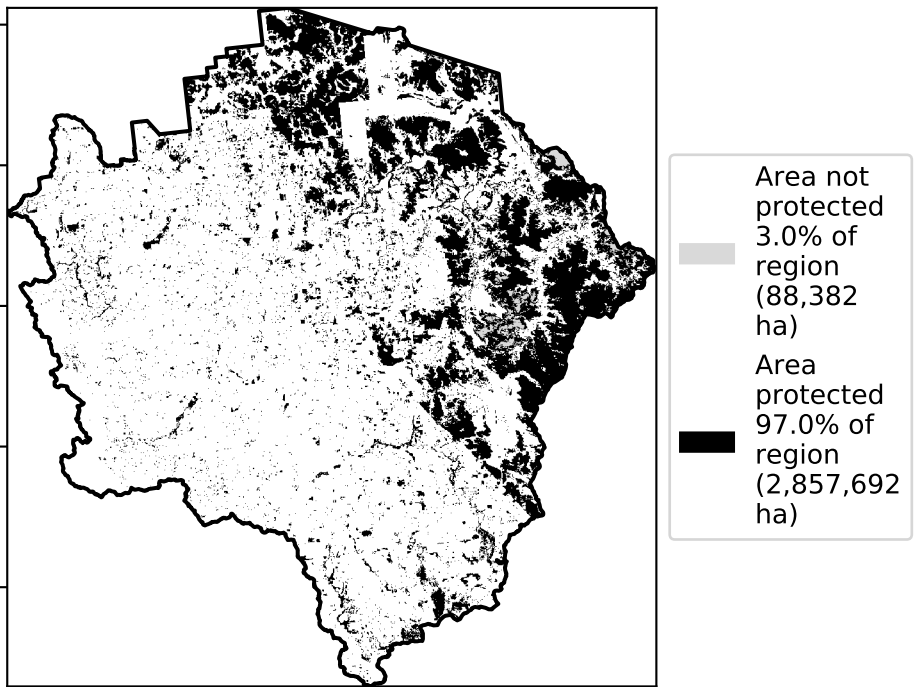 Area not
protected
3.0% of
region
(88,382
ha)
Area
protected
97.0% of
region
(2,857,692
ha)